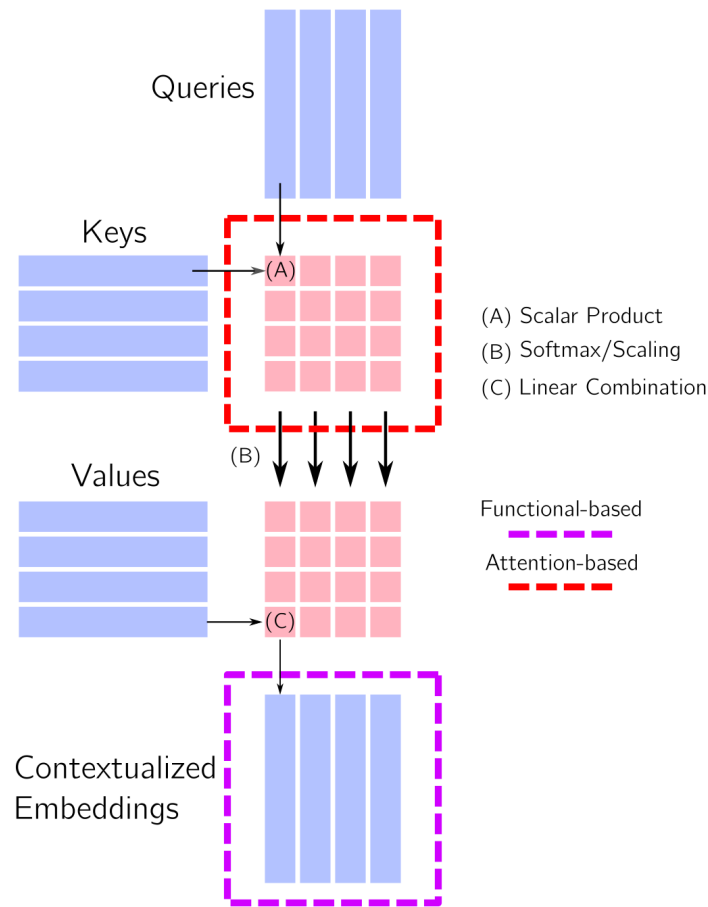 Queries
Keys
(A)
(A) Scalar Product
(B) Softmax/Scaling
(C) Linear Combination
(B)
Values
Functional-based
Attention-based
(C)
Contextualized
Embeddings